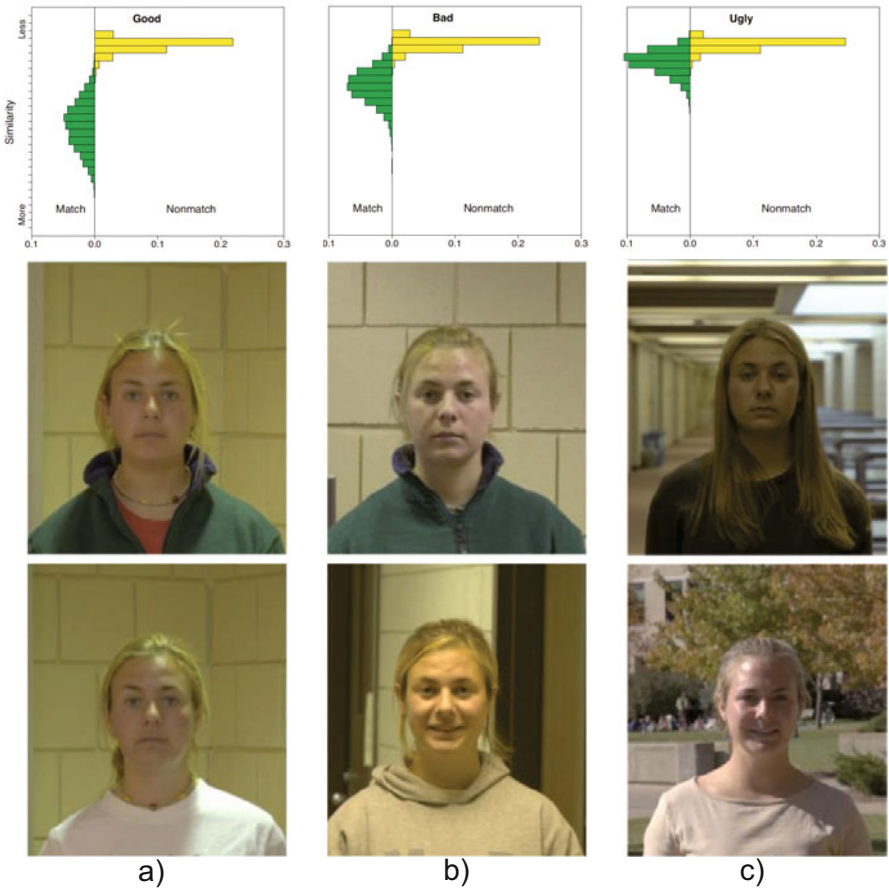 Good
Bad
Ugly
Less
Similarity
More
Match
Nonmatch
0.1
0.0
0.1
0.2
0.3
Match
Nonmatch
0.1
0.0
0.1
0.2
0.3
Match
Nonmatch
0.1
0.0
0.1
0.2
0.3
a)
b)
c)